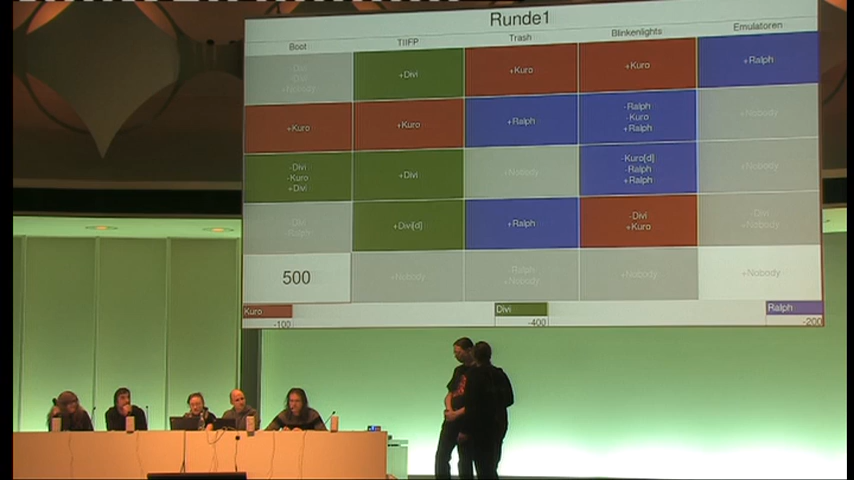 Runde1
Boot TIIFP Trash Blinkenlights Emulatoren
-Divi
-Divi
+Nobody
+Divi
+Kuro
+Kuro
+Ralph
+Kuro
+Kuro
+Ralph
-Ralph
-Kuro
+Ralph
+Nobody
-Divi
-Kuro
+Divi
+Divi
+Nobody
-Kuro[d]
-Ralph
+Ralph
+Nobody
+Divi[d]
+Ralph
-Divi
+Kuro
-Divi
+Nobody
500
+Nobody
-Ralph
+Nobody
+Nobody
+Nobody
Kuro Divi Ralph
-100 -400 -200